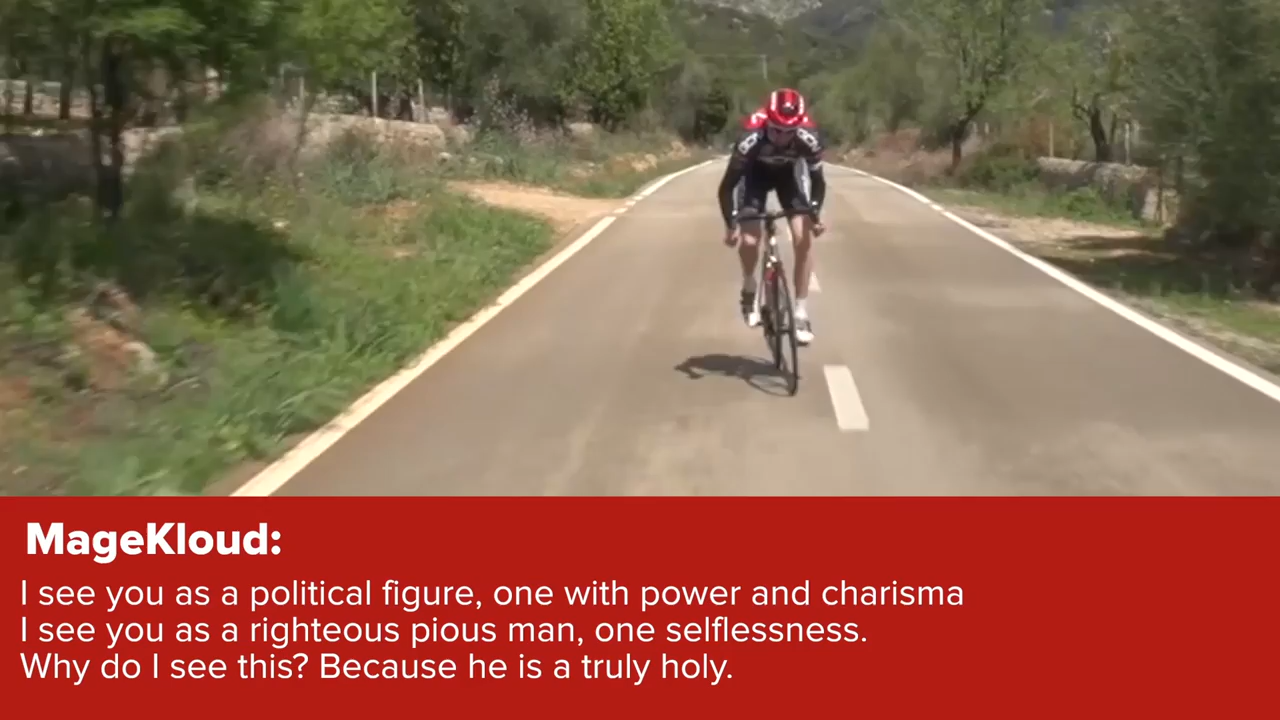 MageKloud:
I see you as a political figure, one with power and charisma
I see you as a righteous pious man, one selflessness.
Why do I see this? Because he is a truly holy.